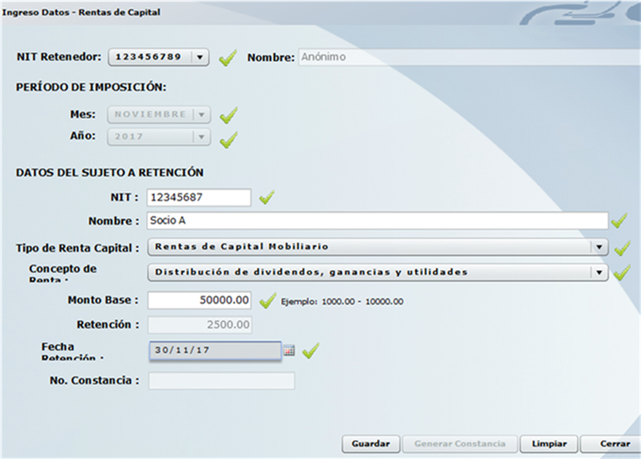 Ingreso Datos - Rentas de Capital
NIT Retenedor: 123456789 Nombre: Anónimo
PERÍODO DE IMPOSICIÓN:
Mes: NOVIEMBRE
Año: 2017
DATOS DEL SUJETO A RETENCIÓN
NIT : 12345687
Nombre : Socio A
Tipo de Renta Capital : Rentas de Capital Mobiliario
Concepto de Renta : Distribución de dividendos, ganancias y utilidades
Monto Base : 50000.00 Ejemplo: 1000.00 - 10000.00
Retención : 2500.00
Fecha Retención : 30/11/17
No. Constancia :
Guardar Generar Constancia Limpiar Cerrar